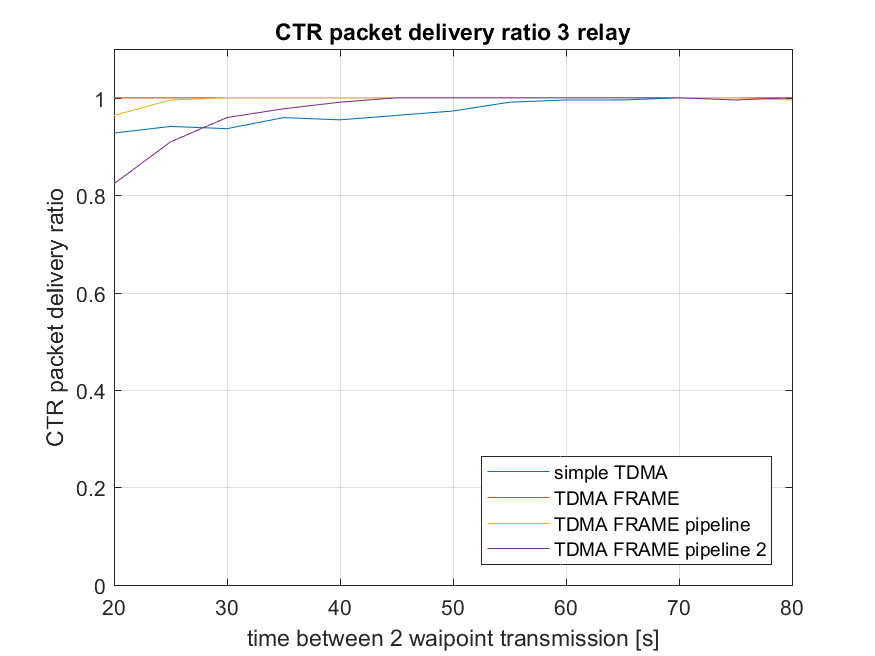 CTR packet delivery ratio 3 relay
CTR packet delivery ratio
1
0.8
0.6
0.4
0.2
0
simple TDMA
TDMA FRAME
TDMA FRAME pipeline
TDMA FRAME pipeline 2
20 30 40 50 60 70 80
time between 2 waipoint transmission [s]